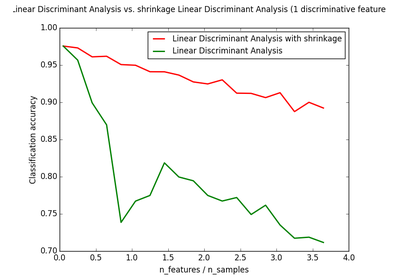 .inear Discriminant Analysis vs. shrinkage Linear Discriminant Analysis (1 discriminative feature
Linear Discriminant Analysis with shrinkage
Linear Discriminant Analysis
Classification accuracy
1.00
0.95
0.90
0.85
0.80
0.75
0.70
0.0 0.5 1.0 1.5 2.0 2.5 3.0 3.5 4.0
n_features / n_samples